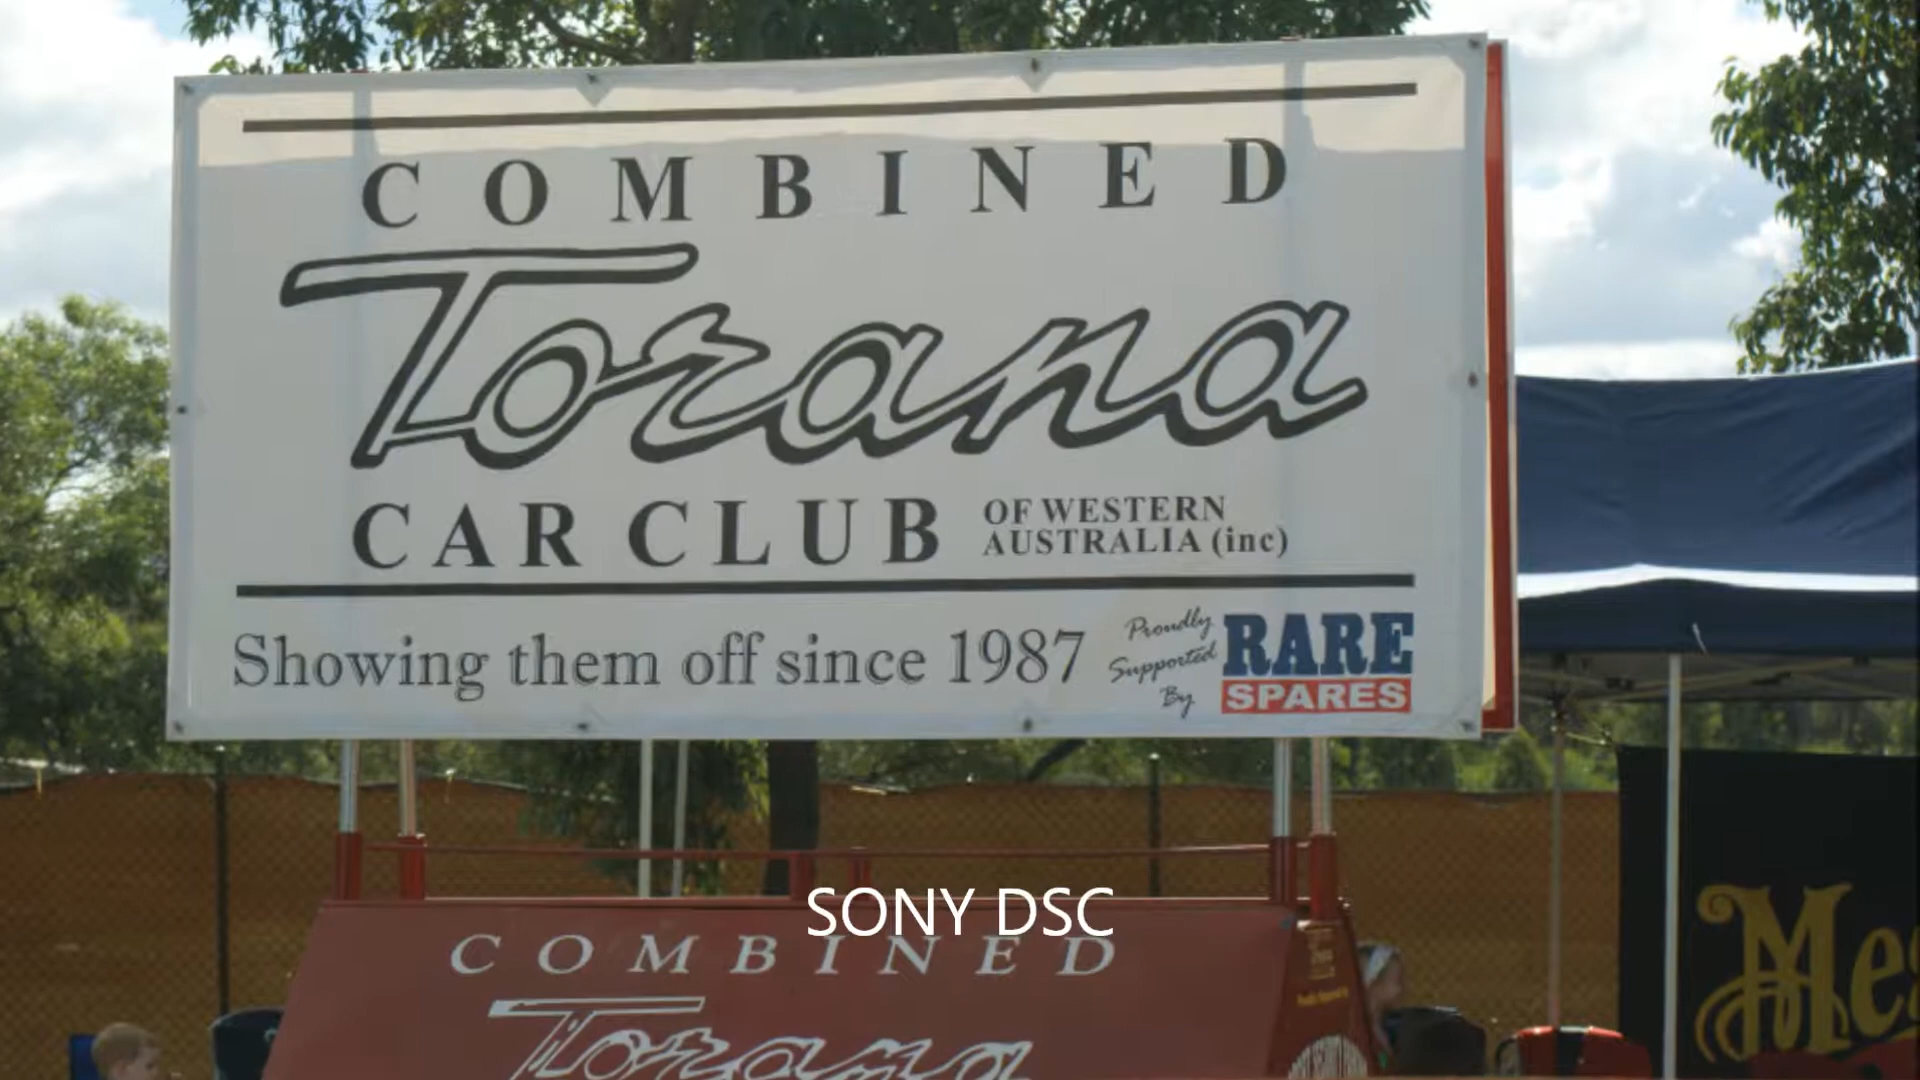 COMBINED
Torana
CAR CLUB
OF WESTERN
AUSTRALIA (inc)
Showing them off since 1987
Proudly
Supported
By
RARE
SPARES
SONY DSC
COMBINED
Torana